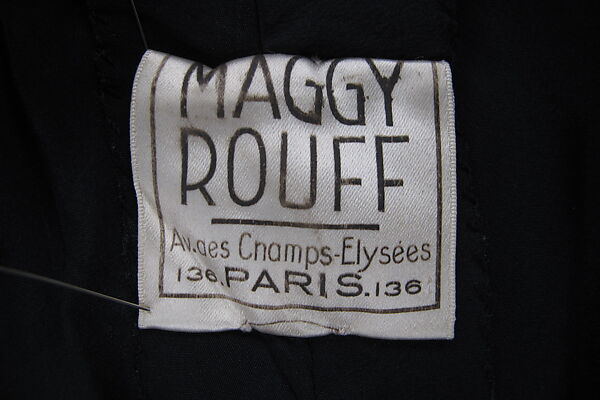 MAGGY
ROUFF
Av. des Champs-Elysées
136. PARIS. 136